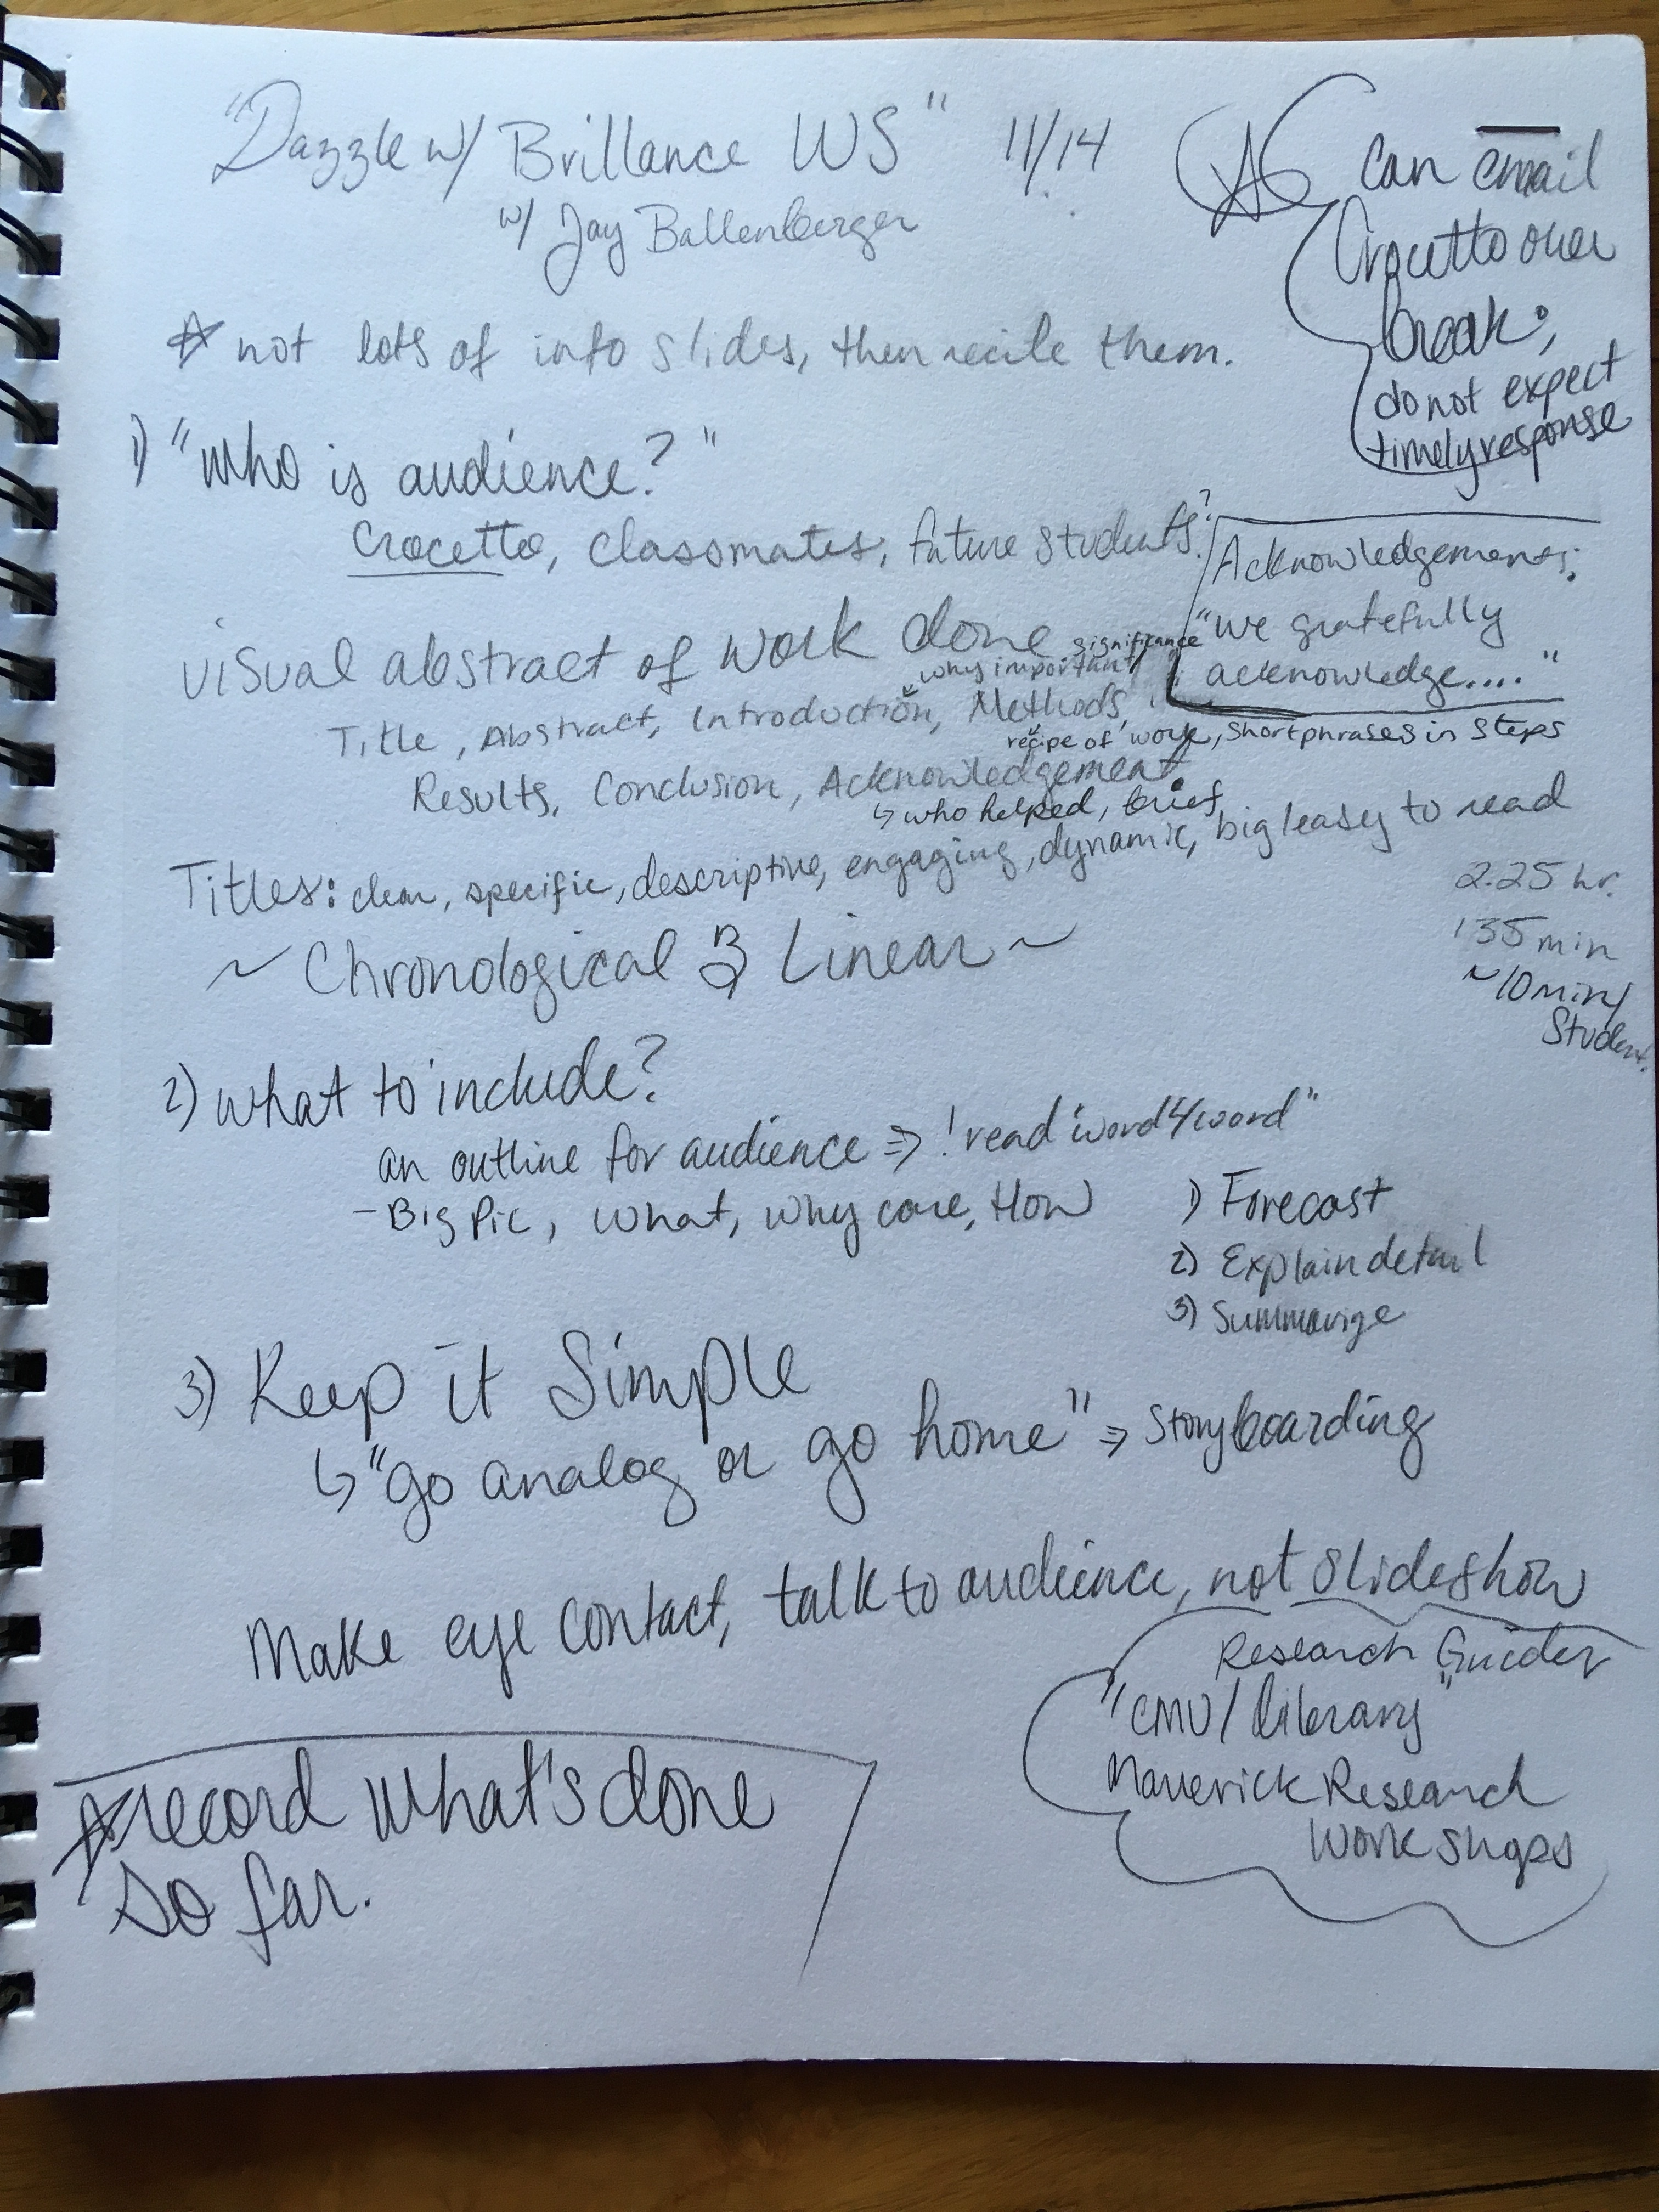 "Dazzle w/ Brillance WS" 11/14
w/ Jay Ballenberger
Can email
Crocetto over
break;
do not expect
timely response
not lots of info slides, then recite them.
1) "Who is audience?"
Crocetto, classmates, future students?
Acknowledgements:
"we gratefully
acknowledge...."
visual abstract of work done
significance
why important
Title, Abstract, Introduction, Methods,
recipe of work, short phrases in steps
Results, Conclusion, Acknowledgement.
↳ who helped, brief
Titles: clear, specific, descriptive, engaging, dynamic, big/easy to read
2.25 hr.
135 min
~10 min/
Student.
~ Chronological & Linear ~
2) What to include?
an outline for audience => ! read "word4word"
- Big Pic, What, Why care, How
1) Forecast
2) Explain detail
3) Summarize
3) Keep it Simple
↳ "go analog or go home" => Storyboarding
Make eye contact, talk to audience, not slideshow
Research Guides
"CMU/library"
Maverick Research
Workshops
record what's done
so far.